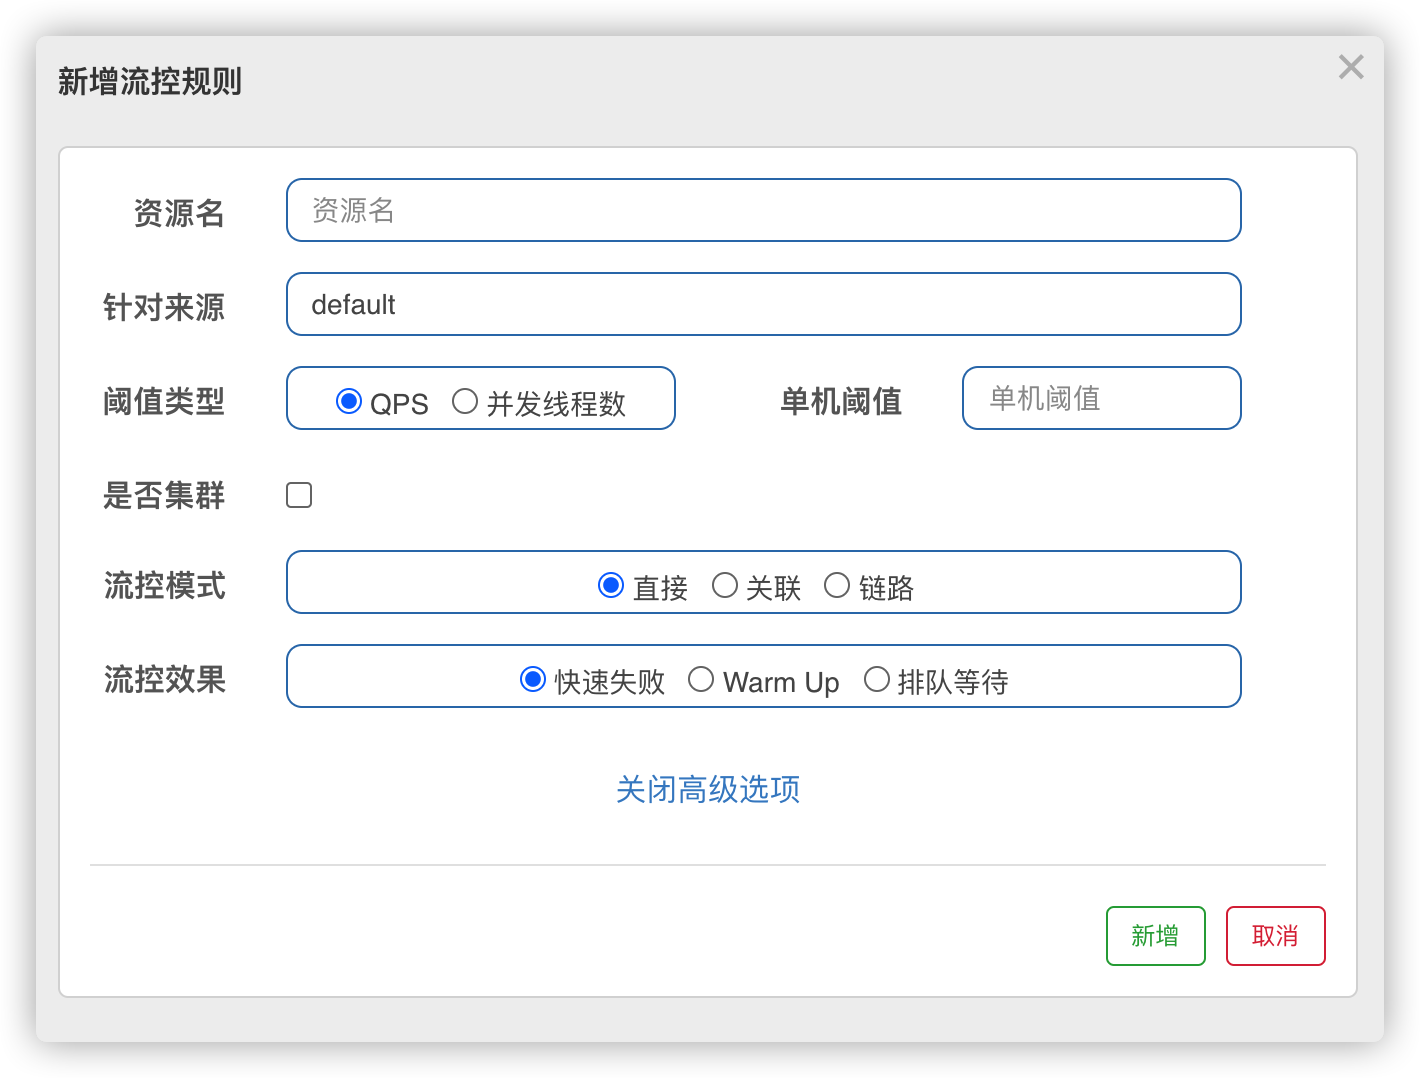 新增流控规则
资源名 资源名
针对来源 default
阈值类型 QPS 并发线程数 单机阈值 单机阈值
是否集群
流控模式 直接 关联 链路
流控效果 快速失败 Warm Up 排队等待
关闭高级选项
新增 取消